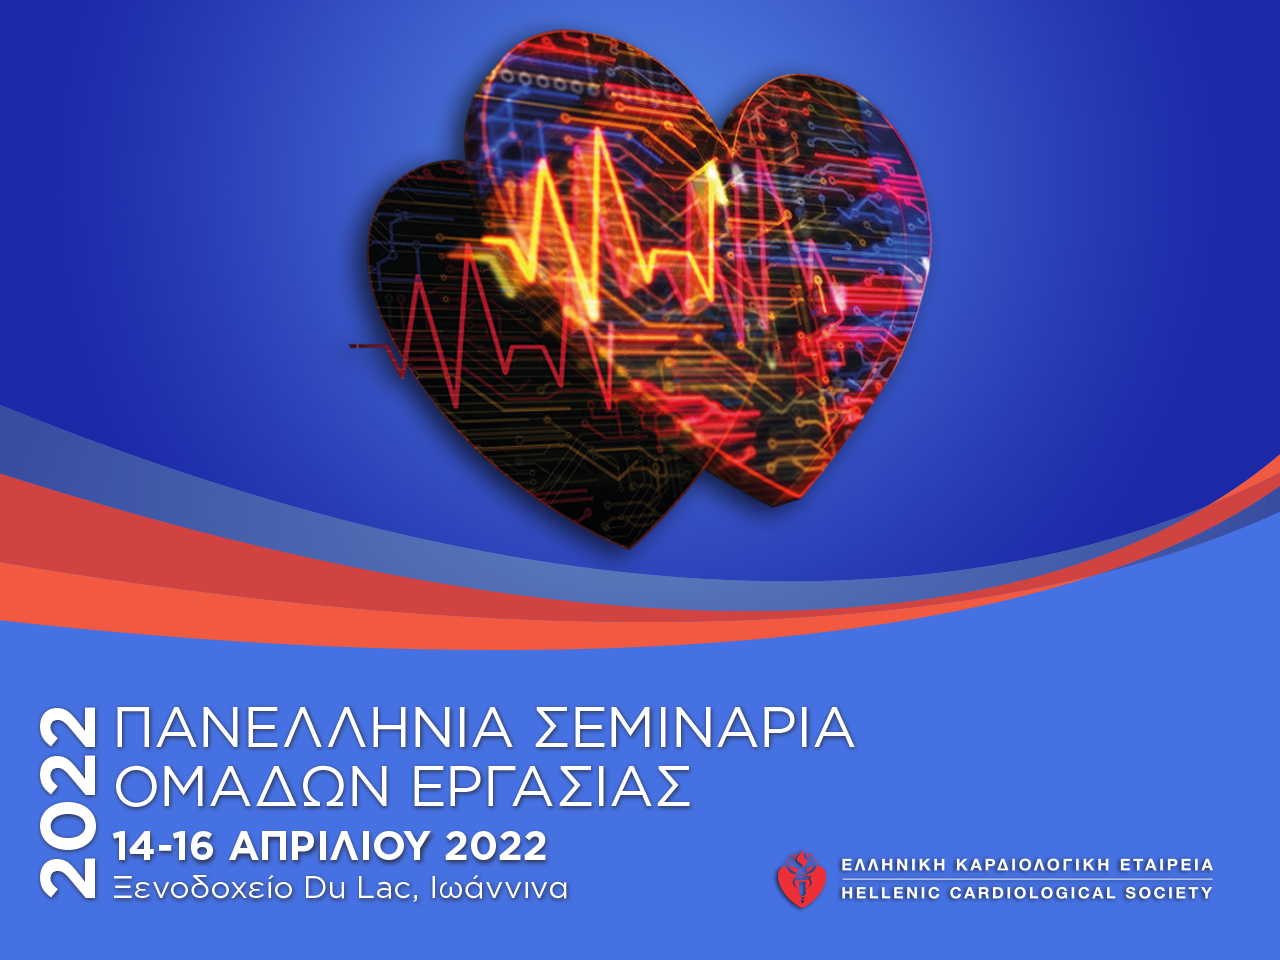 2022
ΠΑΝΕΛΛΗΝΙΑ ΣΕΜΙΝΑΡΙΑ
ΟΜΑΔΩΝ ΕΡΓΑΣΙΑΣ
14-16 ΑΠΡΙΛΙΟΥ 2022
Ξενοδοχείο Du Lac, Ιωάννινα
ΕΛΛΗΝΙΚΗ ΚΑΡΔΙΟΛΟΓΙΚΗ ΕΤΑΙΡΕΙΑ
HELLENIC CARDIOLOGICAL SOCIETY